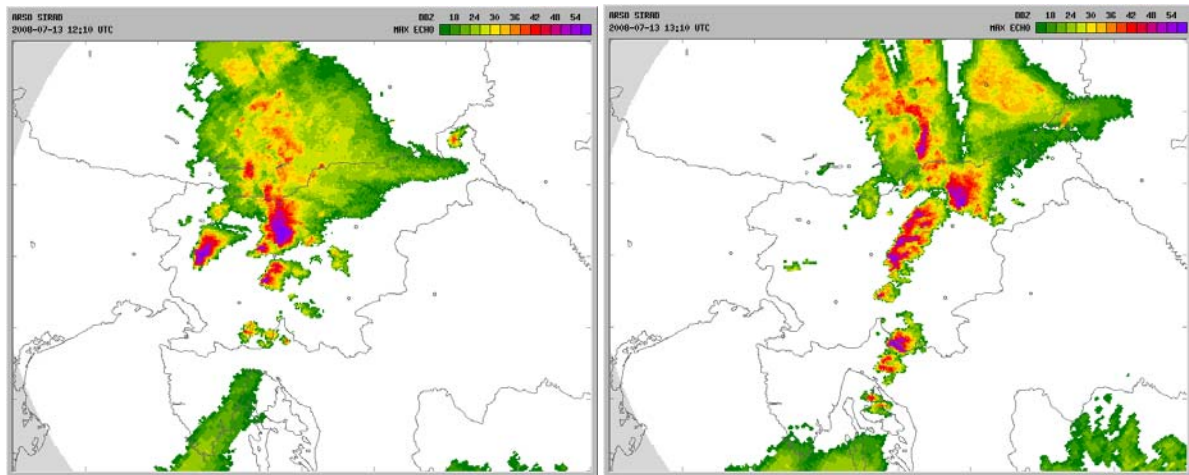 ARSO SIRAD DBZ
2008-07-13 12:10 UTC MAX ECHO 18 24 30 36 42 48 54
ARSO SIRAD DBZ
2008-07-13 13:10 UTC MAX ECHO 18 24 30 36 42 48 54